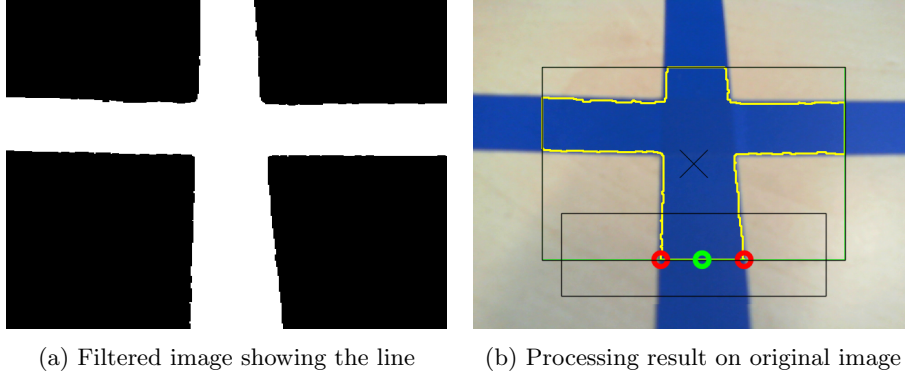 (a) Filtered image showing the line
(b) Processing result on original image